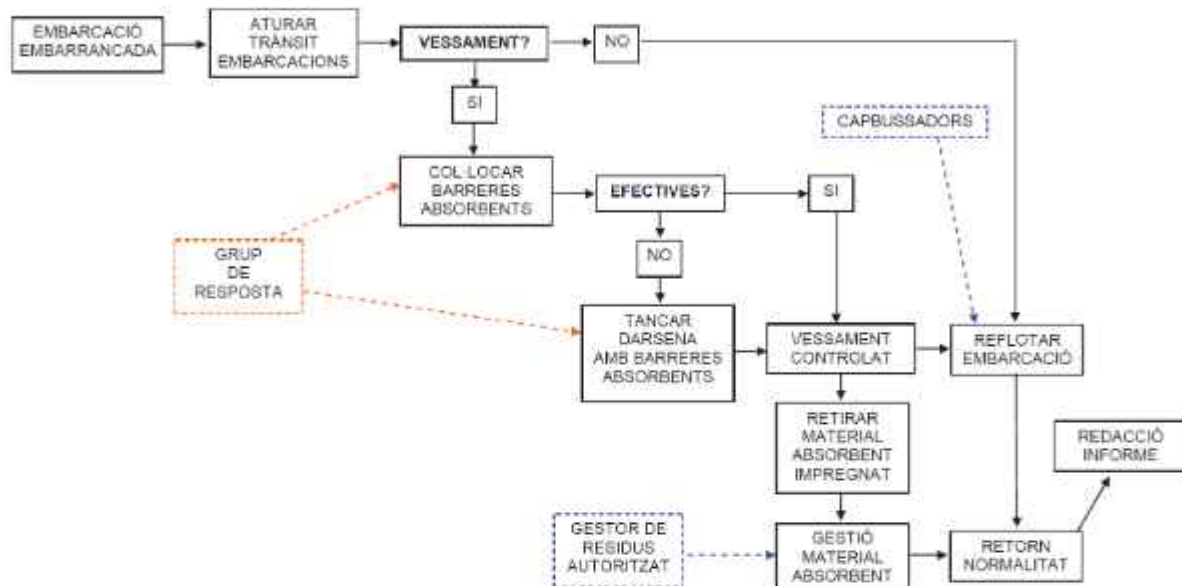 EMBARCACIÓ
EMBARRANCADA
ATURAR
TRÀNSIT
EMBARCACIONS
VESSAMENT?
NO
SI
CAPBUSSADORS
COL·LOCAR
BARRERES
ABSORBENTS
EFECTIVES?
SI
NO
GRUP
DE
RESPOSTA
TANCAR
DARSENA
AMB BARRERES
ABSORBENTS
VESSAMENT
CONTROLAT
REFLOTAR
EMBARCACIÓ
RETIRAR
MATERIAL
ABSORBENT
IMPREGNAT
REDACCIÓ
INFORME
GESTOR DE
RESIDUS
AUTORITZAT
GESTIÓ
MATERIAL
ABSORBENT
RETORN
NORMALITAT